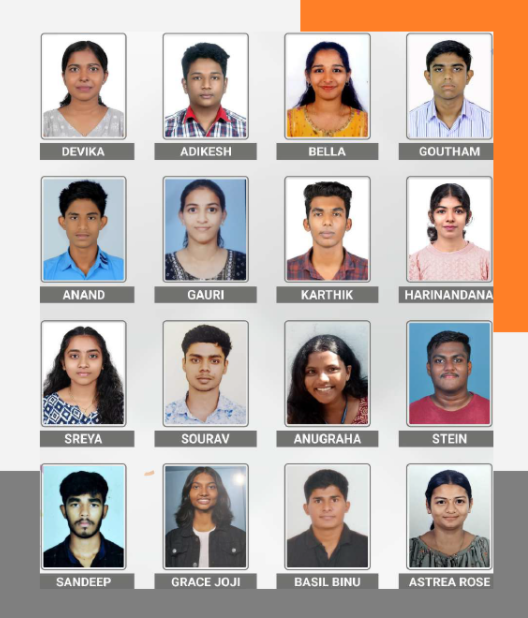 DEVIKA
ADIKESH
BELLA
GOUTHAM
ANAND
GAURI
KARTHIK
HARINANDANA
SREYA
SOURAV
ANUGRAHA
STEIN
SANDEEP
GRACE JOJI
BASIL BINU
ASTREA ROSE